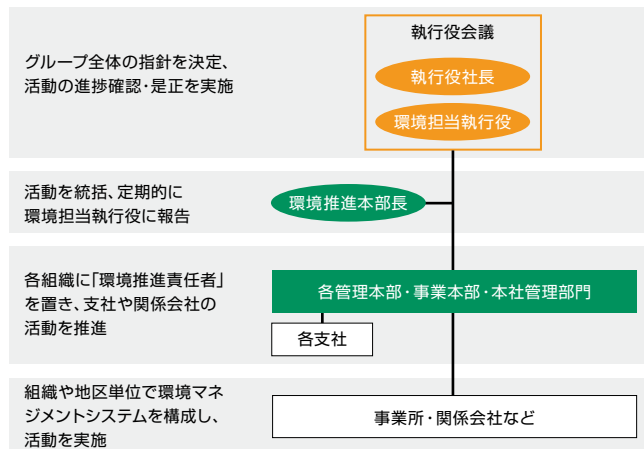 執行役会議
グループ全体の指針を決定、
活動の進捗確認・是正を実施
執行役社長
環境担当執行役
活動を統括、定期的に
環境担当執行役に報告
環境推進本部長
各組織に「環境推進責任者」
を置き、支社や関係会社の
活動を推進
各管理本部・事業本部・本社管理部門
各支社
組織や地区単位で環境マネ
ジメントシステムを構成し、
活動を実施
事業所・関係会社など